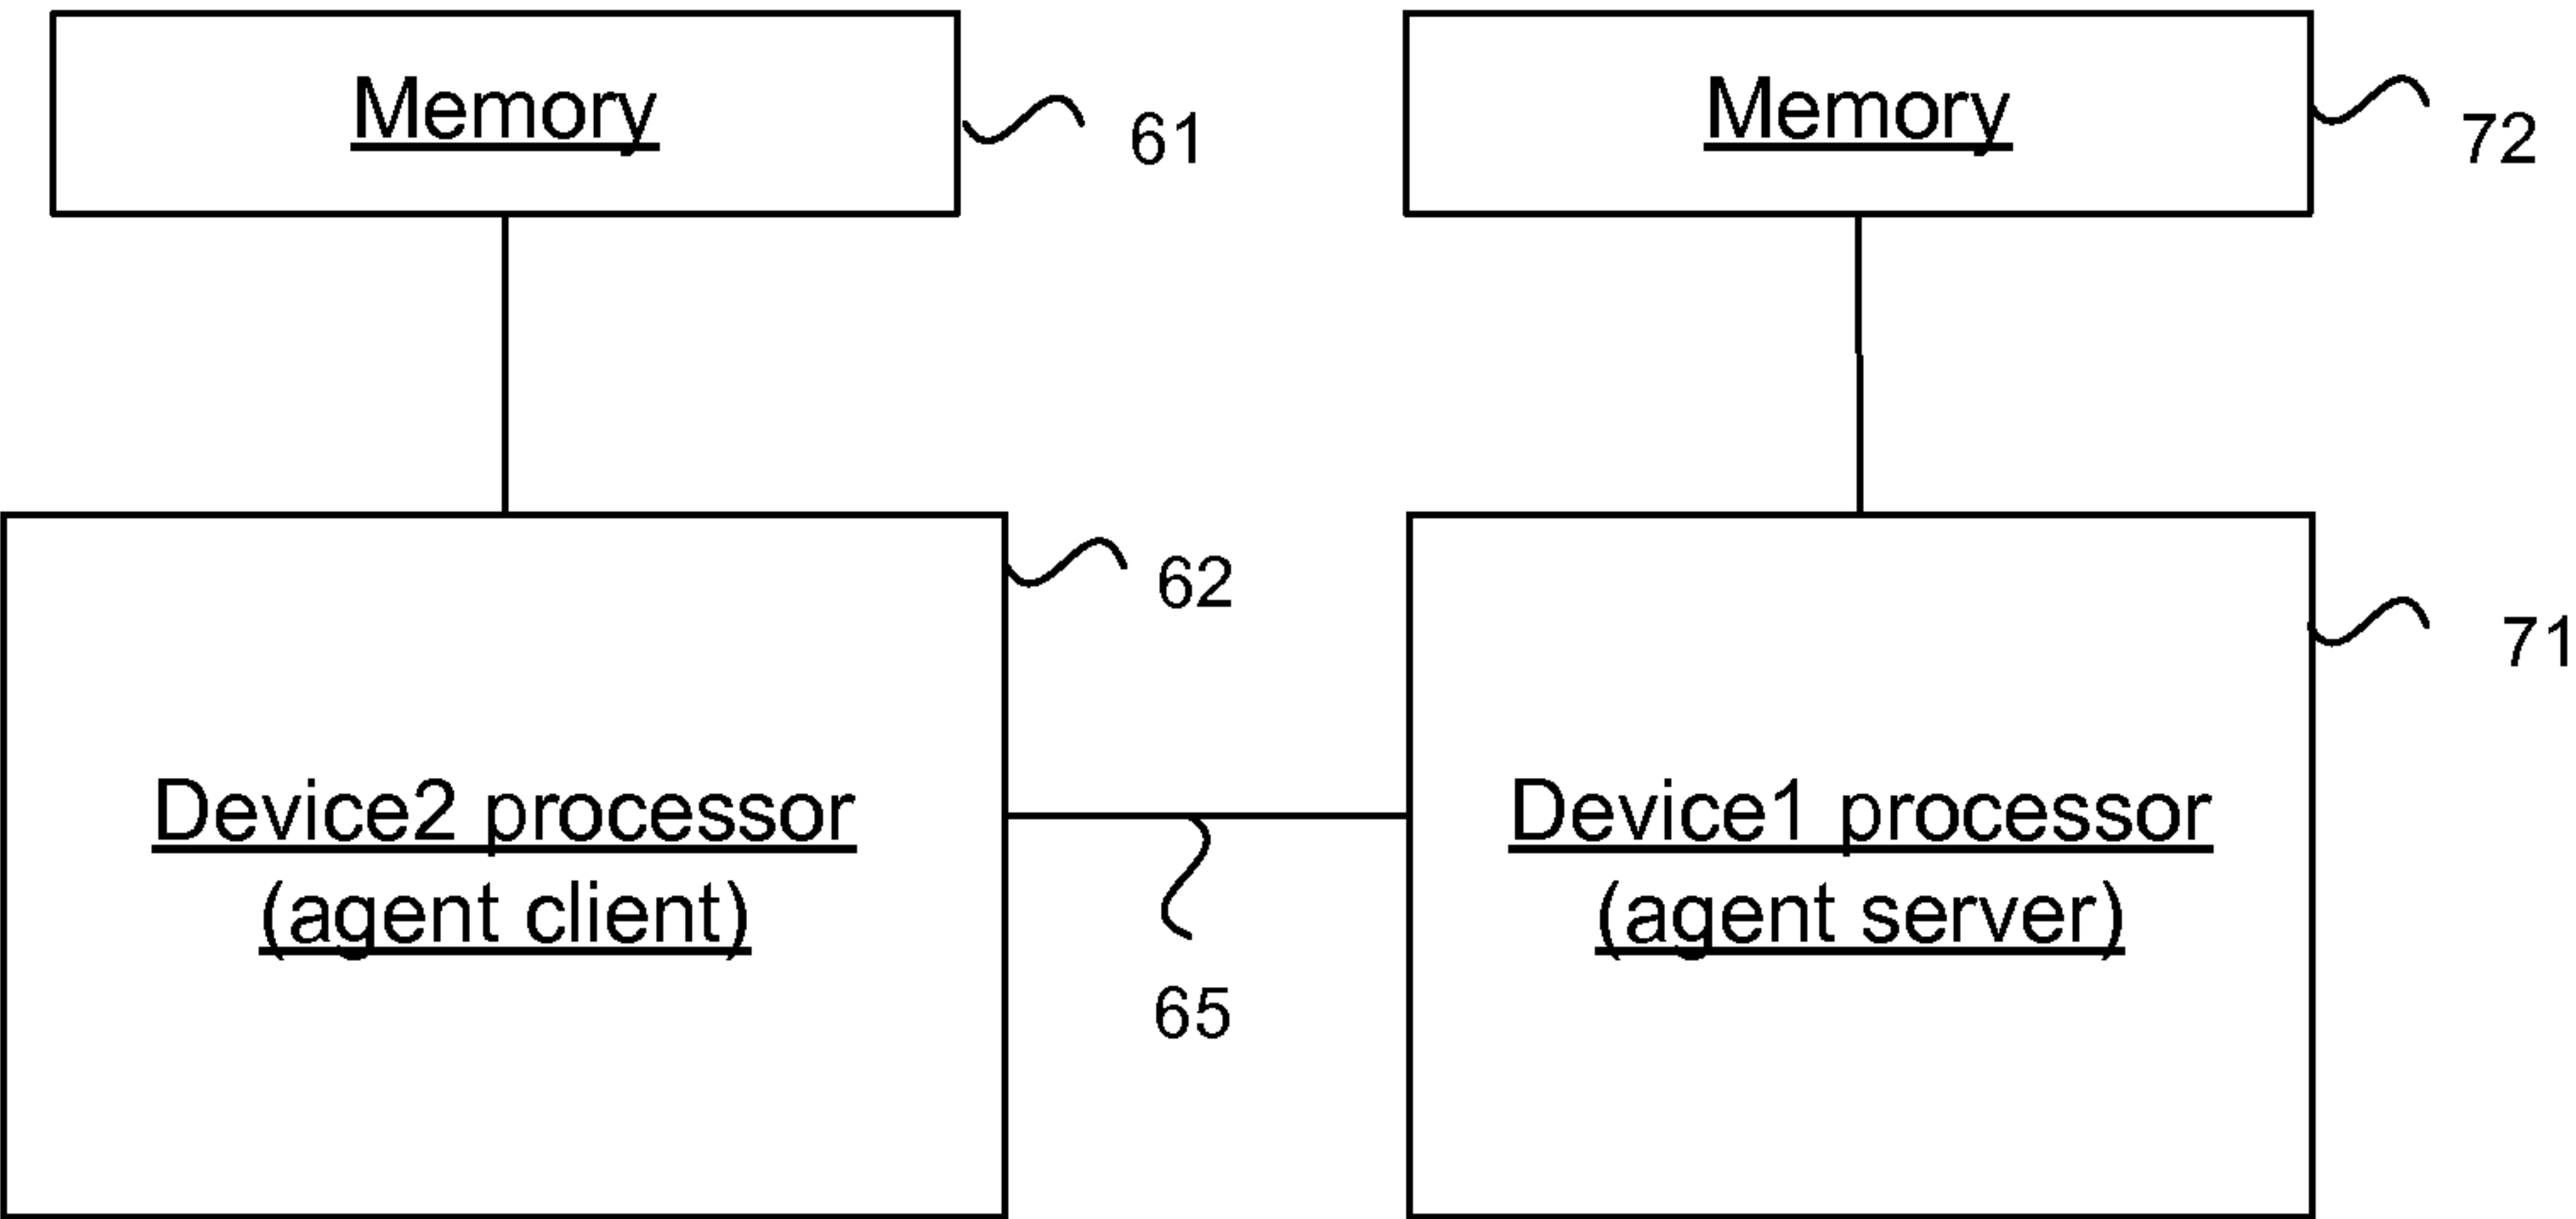 Memory
61
Memory
72
62
71
Device2 processor
(agent client)
Device1 processor
(agent server)
65